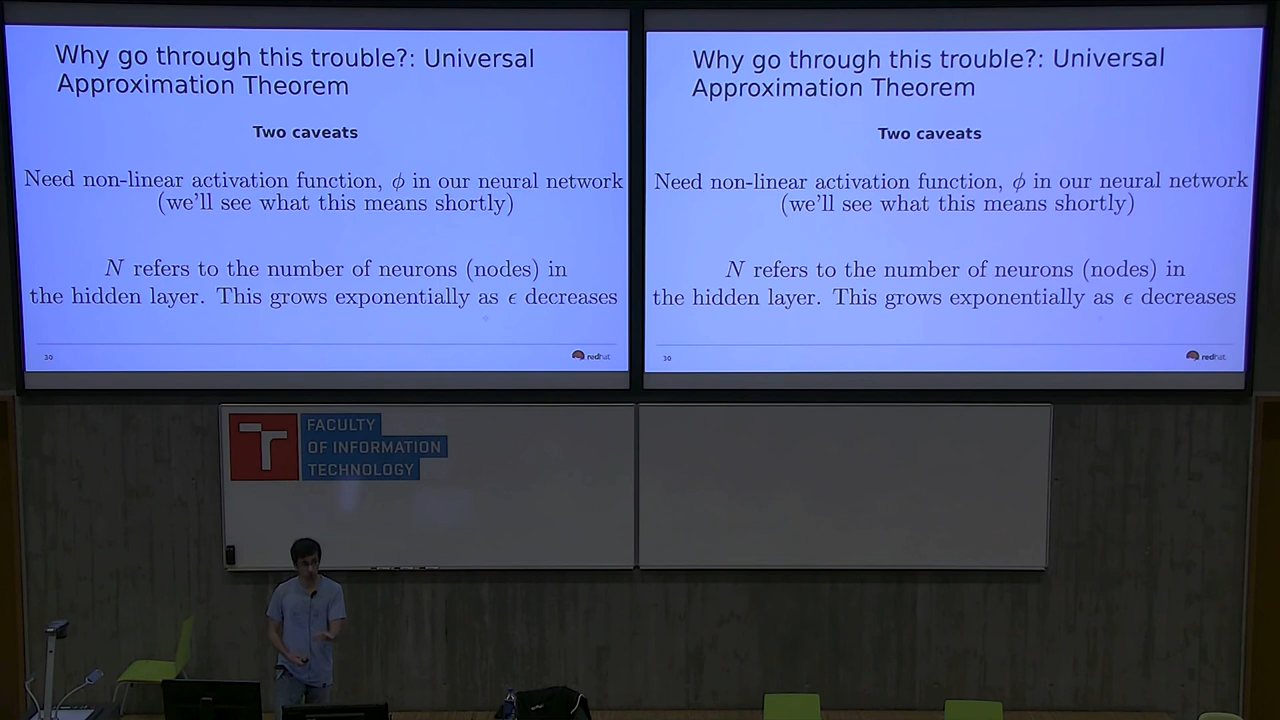 Why go through this trouble?: Universal
Approximation Theorem
Two caveats
Need non-linear activation function, ϕ in our neural network
(we'll see what this means shortly)
N refers to the number of neurons (nodes) in
the hidden layer. This grows exponentially as ϵ decreases
30
redhat
Why go through this trouble?: Universal
Approximation Theorem
Two caveats
Need non-linear activation function, ϕ in our neural network
(we'll see what this means shortly)
N refers to the number of neurons (nodes) in
the hidden layer. This grows exponentially as ϵ decreases
30
redhat
FACULTY
OF INFORMATION
TECHNOLOGY